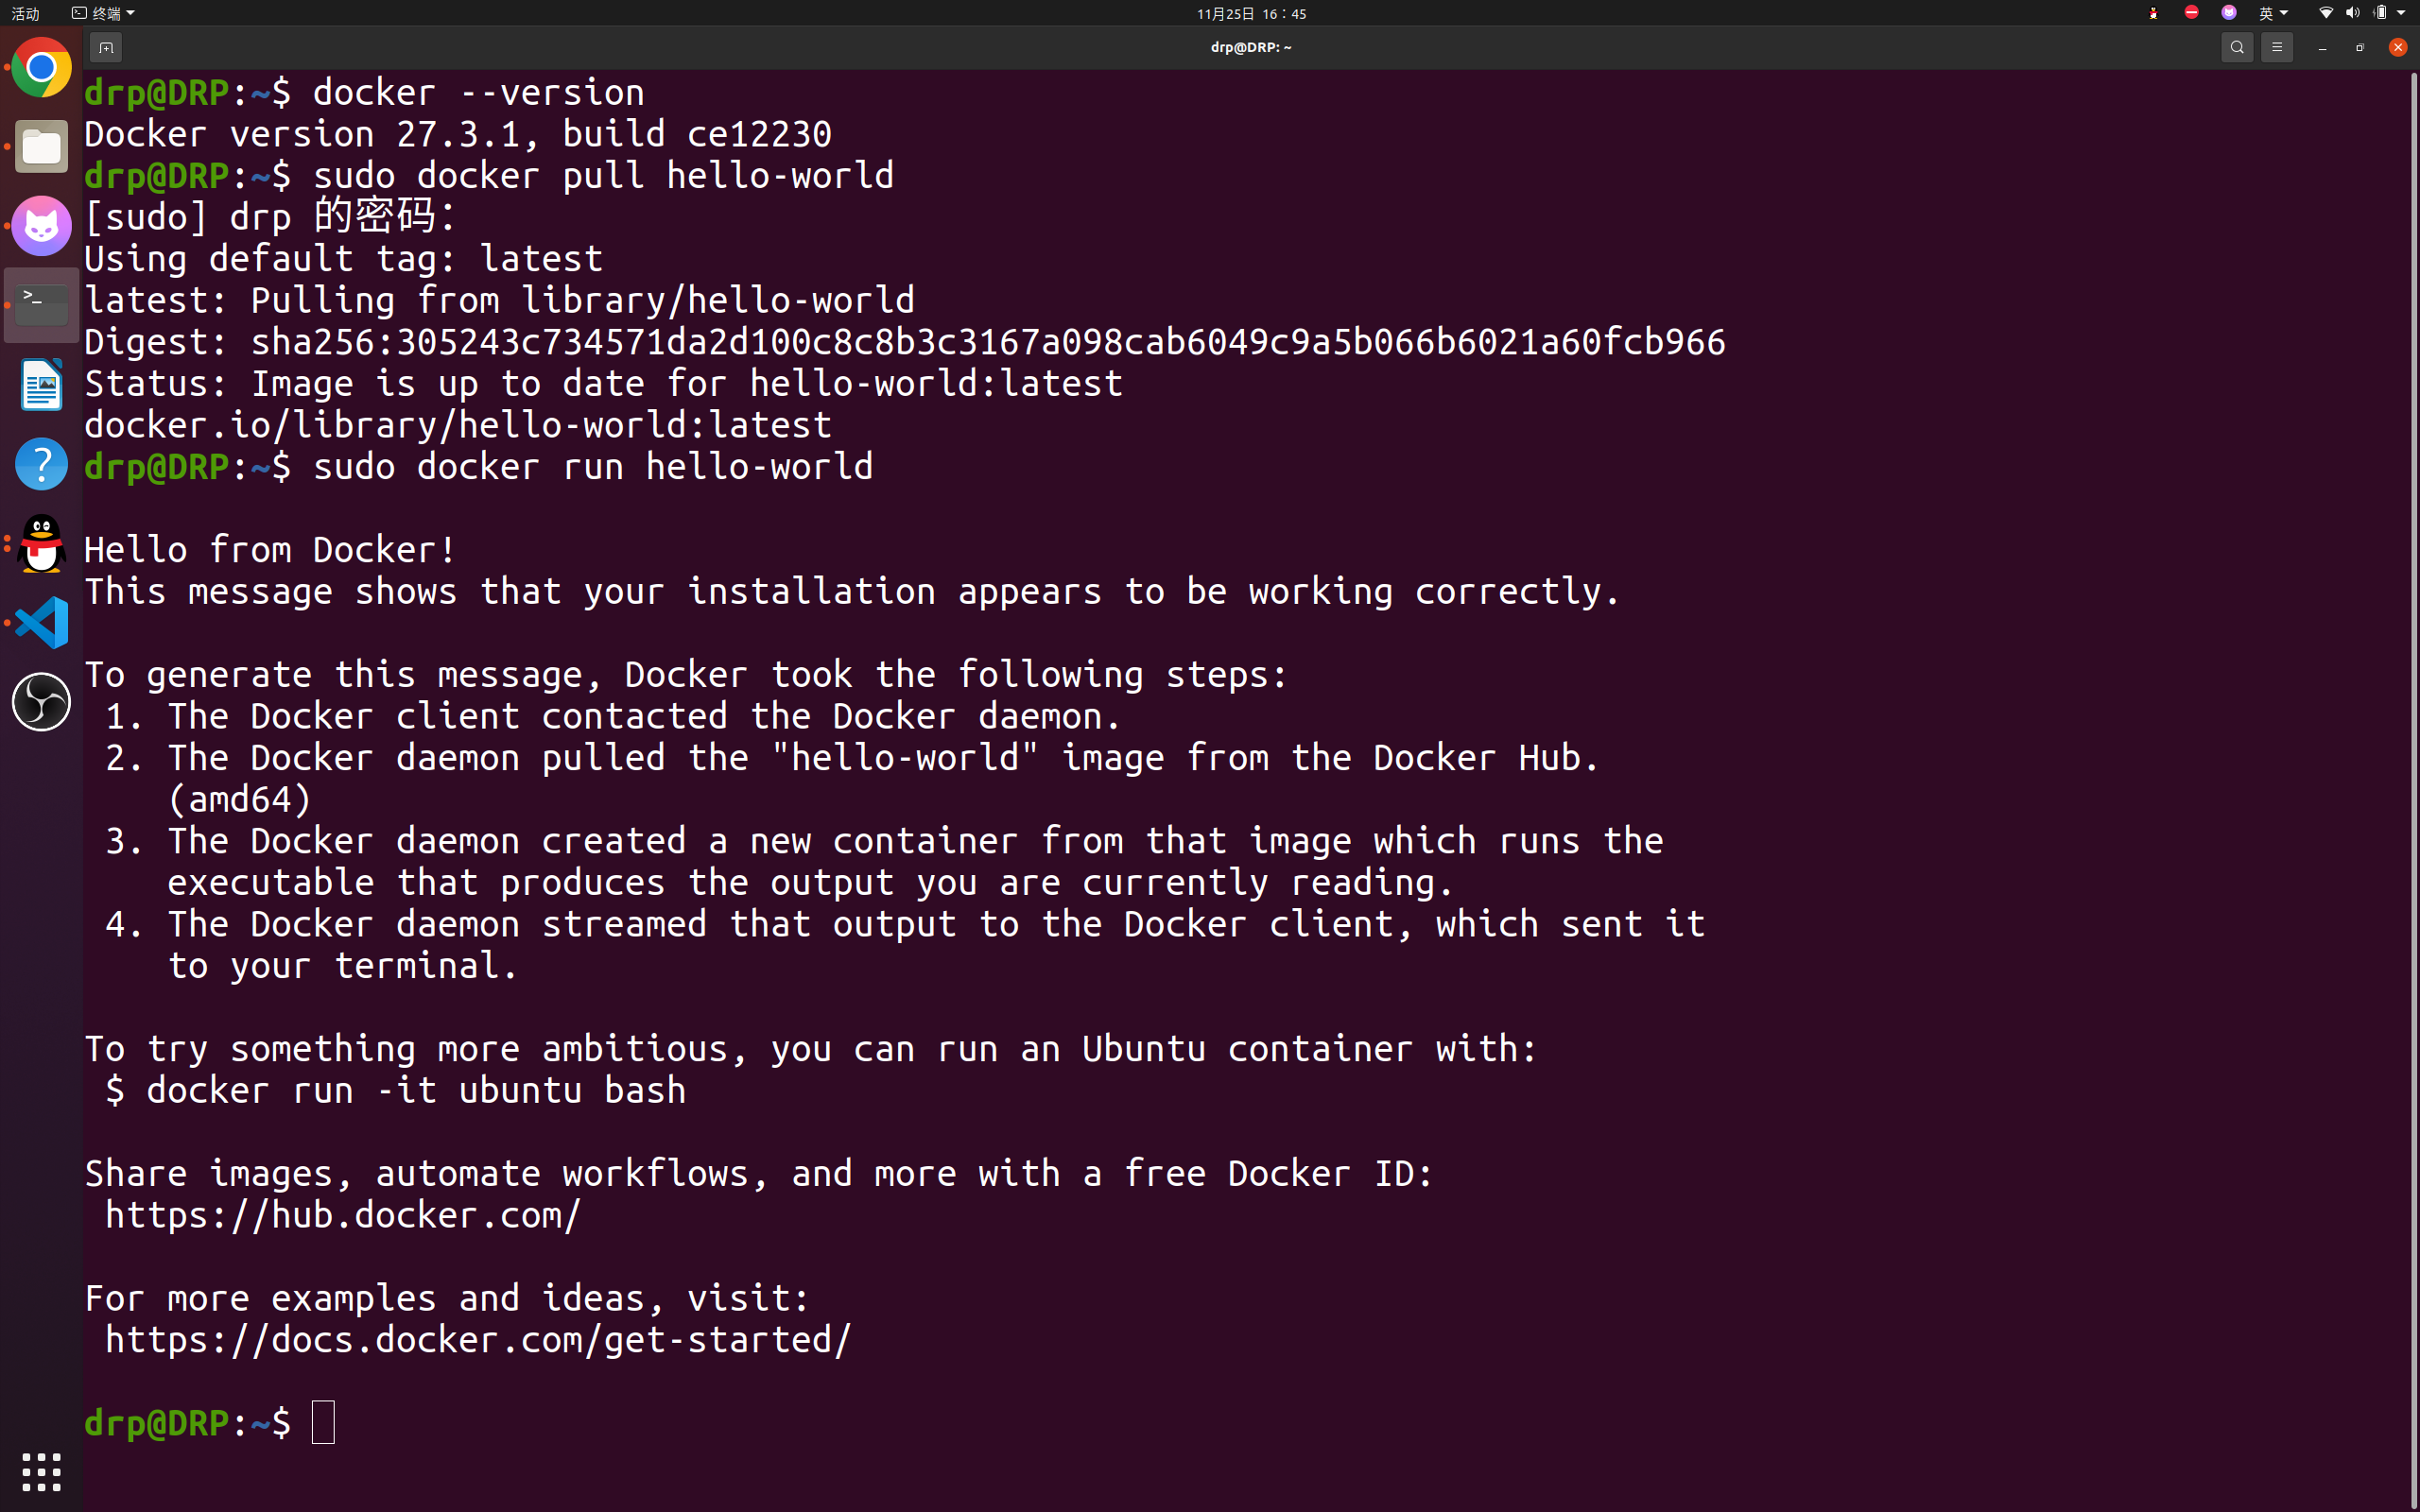 活动 终端 11月25日 16：45 英
drp@DRP: ~
drp@DRP:~$ docker --version
Docker version 27.3.1, build ce12230
drp@DRP:~$ sudo docker pull hello-world
[sudo] drp 的密码：
Using default tag: latest
latest: Pulling from library/hello-world
Digest: sha256:305243c734571da2d100c8c8b3c3167a098cab6049c9a5b066b6021a60fcb966
Status: Image is up to date for hello-world:latest
docker.io/library/hello-world:latest
drp@DRP:~$ sudo docker run hello-world
Hello from Docker!
This message shows that your installation appears to be working correctly.
To generate this message, Docker took the following steps:
1. The Docker client contacted the Docker daemon.
2. The Docker daemon pulled the "hello-world" image from the Docker Hub.
(amd64)
3. The Docker daemon created a new container from that image which runs the
executable that produces the output you are currently reading.
4. The Docker daemon streamed that output to the Docker client, which sent it
to your terminal.
To try something more ambitious, you can run an Ubuntu container with:
$ docker run -it ubuntu bash
Share images, automate workflows, and more with a free Docker ID:
https://hub.docker.com/
For more examples and ideas, visit:
https://docs.docker.com/get-started/
drp@DRP:~$